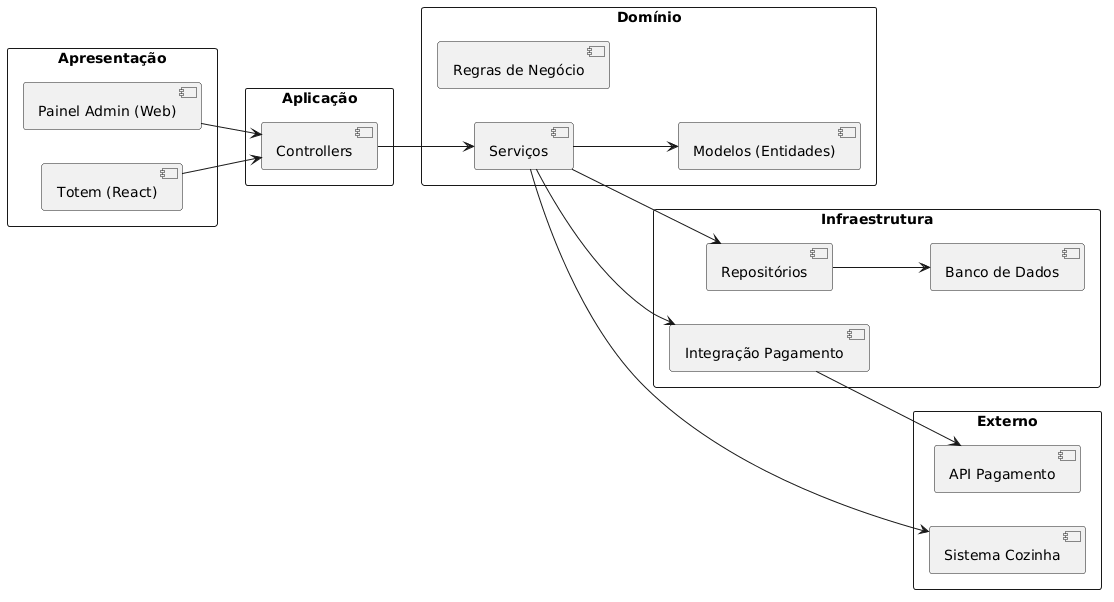 Apresentação
Painel Admin (Web)
Totem (React)
Aplicação
Controllers
Domínio
Regras de Negócio
Serviços
Modelos (Entidades)
Infraestrutura
Repositórios
Banco de Dados
Integração Pagamento
Externo
API Pagamento
Sistema Cozinha